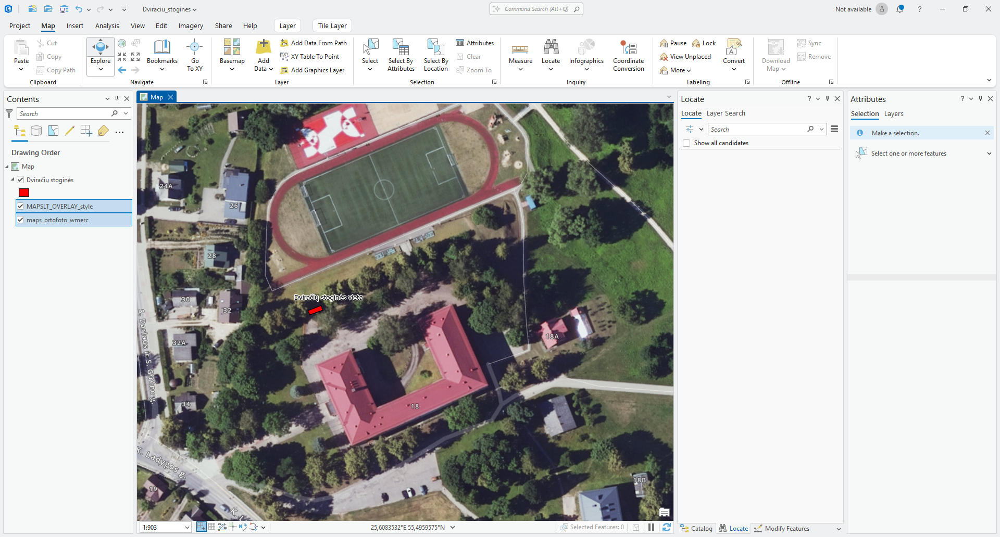 Dviraciu_stogines
Command Search (Alt+Q)
Not available
?
Project Map Insert Analysis View Edit Imagery Share Help Layer Tile Layer
Paste
Cut
Copy
Copy Path
Clipboard
Explore
Bookmarks
Go
To XY
Navigate
Basemap
Add
Data
Add Data From Path
XY Table To Point
Add Graphics Layer
Layer
Select
Select By
Attributes
Select By
Location
Attributes
Clear
Zoom To
Selection
Measure
Locate
Infographics
Coordinate
Conversion
Inquiry
Pause
Lock
View Unplaced
More
Convert
Labeling
Download
Map
Sync
Remove
Offline
Contents
Search
Drawing Order
Map
Dviračių stoginės
MAPSLT_OVERLAY_style
maps_ortofoto_wmerc
Map
24A
26
28
30
32
32A
34
Dviračių stoginės vieta
18A
18
18B
19
S. Dariaus ir S. Girėno g.
K. Ladygos g.
K. L
1:903
25,6083532°E 55,4959575°N
Selected Features: 0
Locate
?
Locate Layer Search
Search
Show all candidates
Catalog Locate Modify Features
Attributes
?
Selection Layers
Make a selection.
Select one or more features